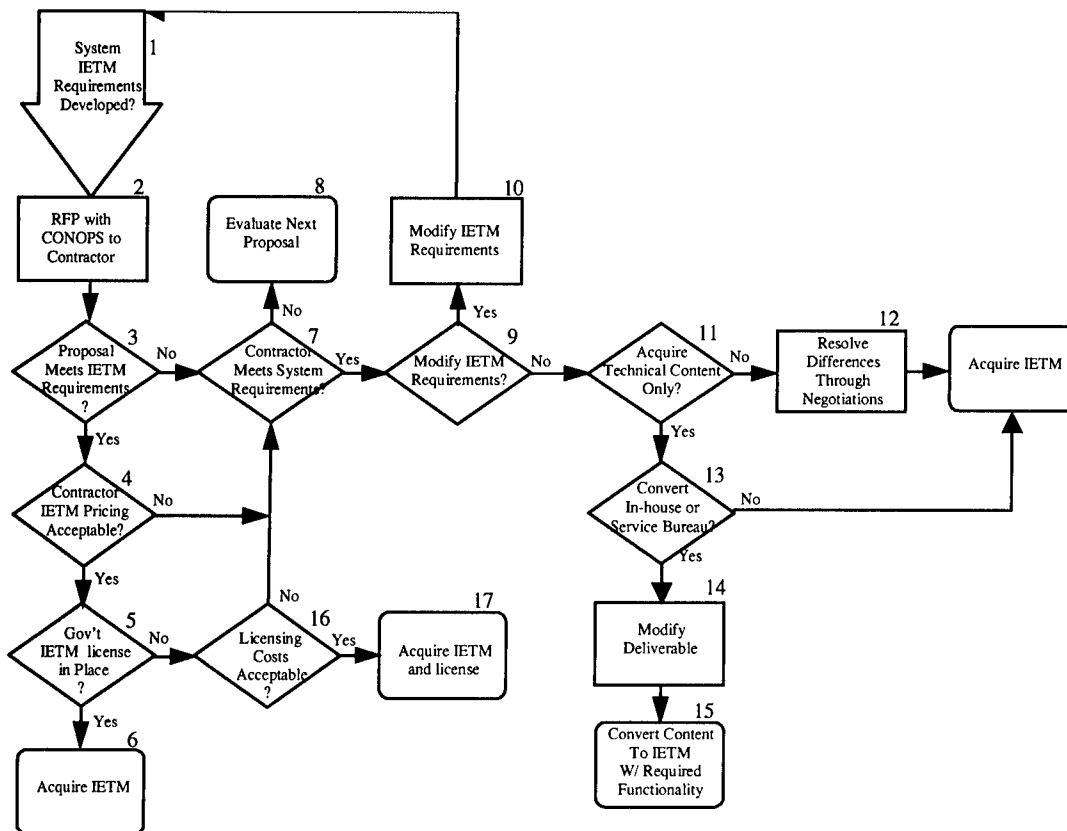 1
System
IETM
Requirements
Developed?
2
RFP with
CONOPS to
Contractor
8
Evaluate Next
Proposal
10
Modify IETM
Requirements
No
Yes
3
Proposal
Meets IETM
Requirements
?
No
7
Contractor
Meets System
Requirements?
Yes
9
Modify IETM
Requirements?
No
11
Acquire
Technical Content
Only?
No
12
Resolve
Differences
Through
Negotiations
Acquire IETM
Yes
Yes
4
Contractor
IETM Pricing
Acceptable?
No
13
Convert
In-house or
Service Bureau?
No
Yes
Yes
5
Gov't
IETM license
in Place
?
No
No
16
Licensing
Costs
Acceptable
?
Yes
17
Acquire IETM
and license
14
Modify
Deliverable
Yes
6
Acquire IETM
15
Convert Content
To IETM
W/ Required
Functionality